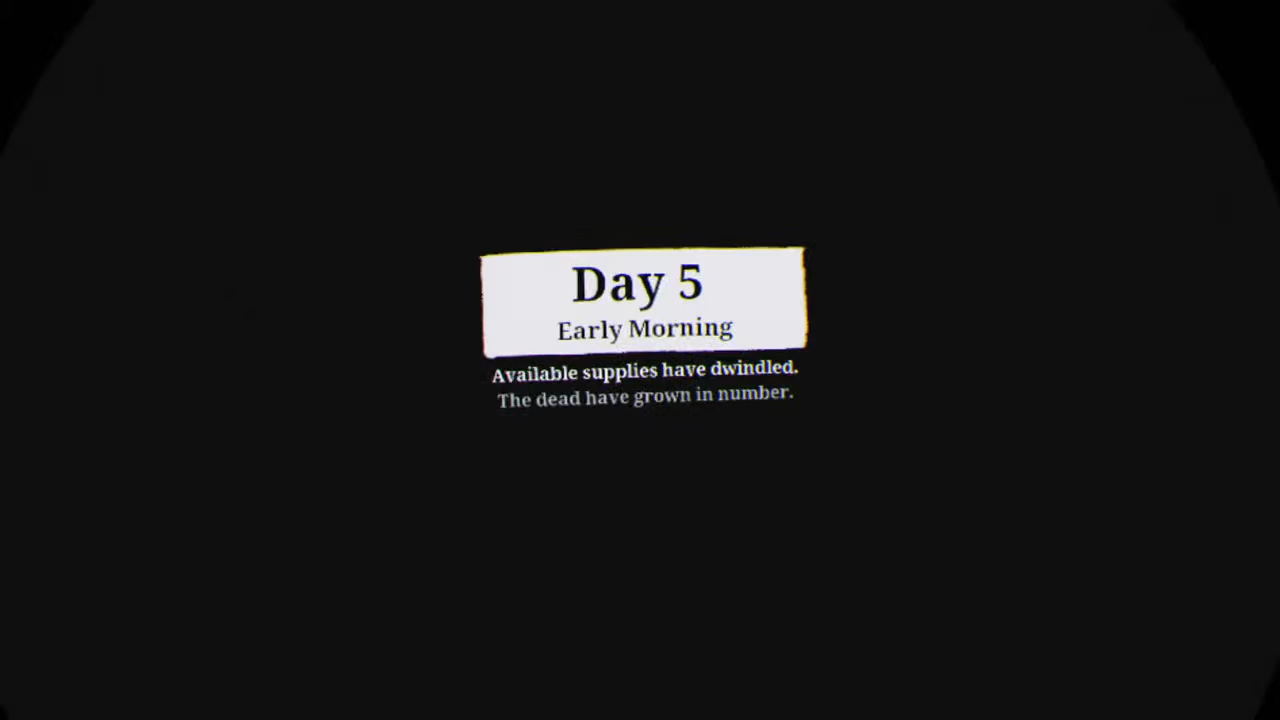 Day 5
Early Morning
Available supplies have dwindled.
The dead have grown in number.